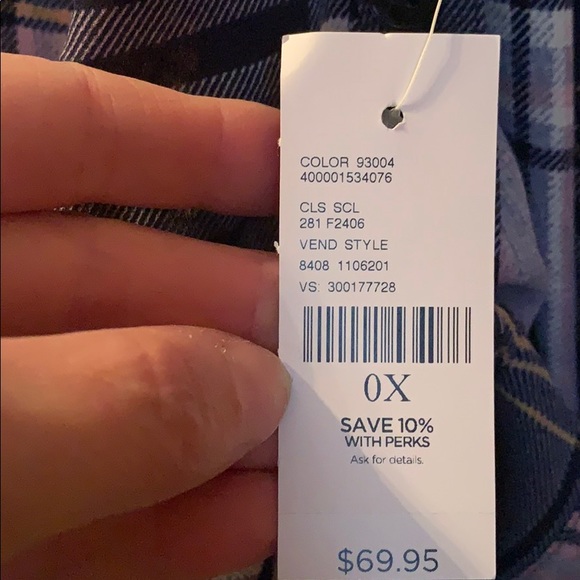 COLOR 93004
400001534076
CLS SCL
281 F2406
VEND STYLE
8408 1106201
VS: 300177728
0X
SAVE 10%
WITH PERKS
Ask for details.
$69.95